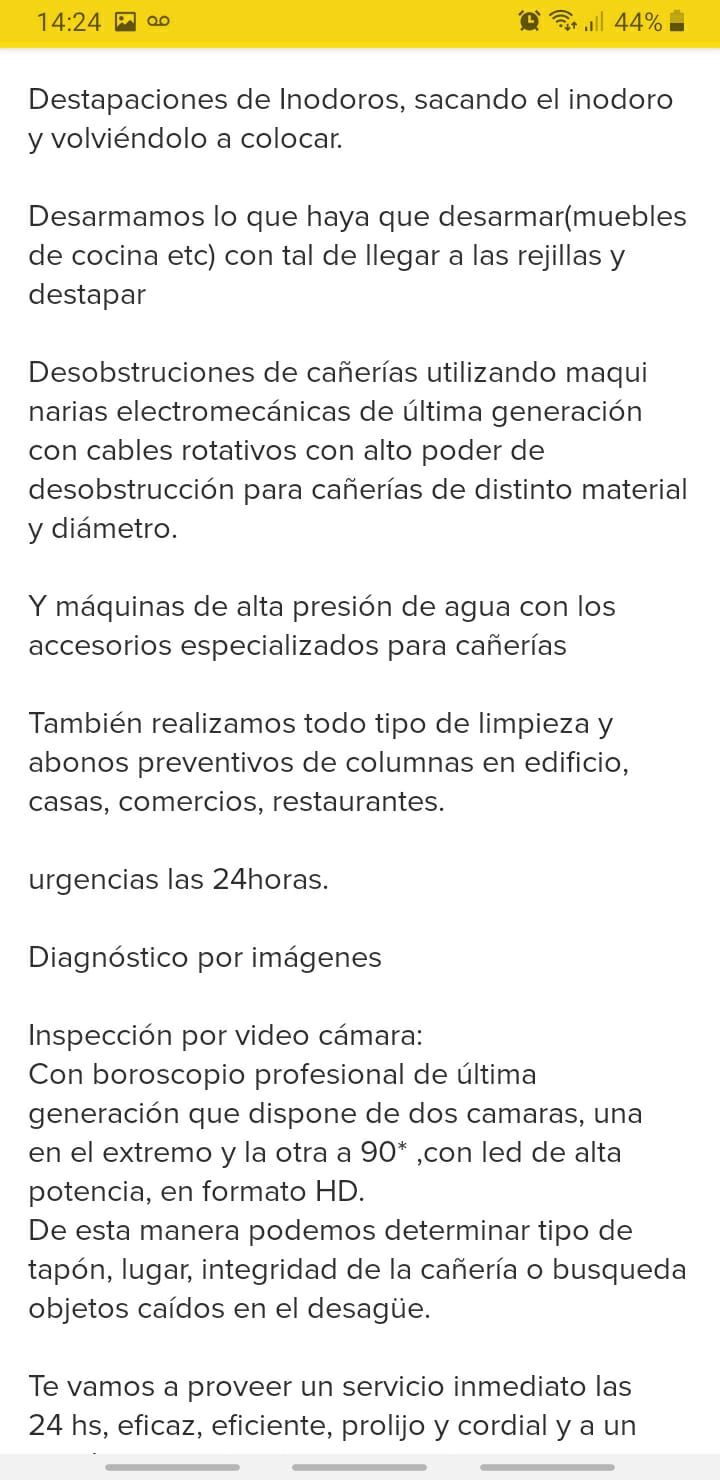 14:24
44%
Destapaciones de Inodoros, sacando el inodoro
y volviéndolo a colocar.
Desarmamos lo que haya que desarmar(muebles
de cocina etc) con tal de llegar a las rejillas y
destapar
Desobstruciones de cañerías utilizando maqui
narias electromecánicas de última generación
con cables rotativos con alto poder de
desobstrucción para cañerías de distinto material
y diámetro.
Y máquinas de alta presión de agua con los
accesorios especializados para cañerías
También realizamos todo tipo de limpieza y
abonos preventivos de columnas en edificio,
casas, comercios, restaurantes.
urgencias las 24horas.
Diagnóstico por imágenes
Inspección por video cámara:
Con boroscopio profesional de última
generación que dispone de dos camaras, una
en el extremo y la otra a 90* ,con led de alta
potencia, en formato HD.
De esta manera podemos determinar tipo de
tapón, lugar, integridad de la cañería o busqueda
objetos caídos en el desagüe.
Te vamos a proveer un servicio inmediato las
24 hs, eficaz, eficiente, prolijo y cordial y a un